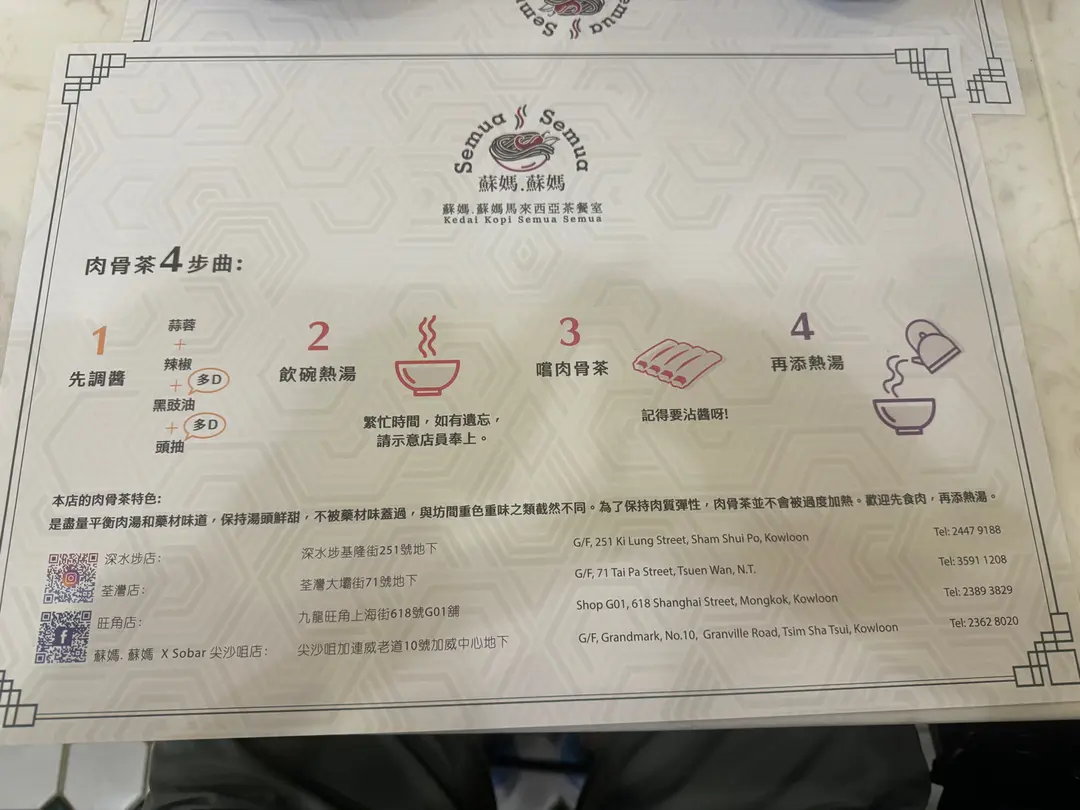 Semua Semua
Semua Semua
蘇媽.蘇媽
蘇媽.蘇媽馬來西亞茶餐室
Kedai Kopi Semua Semua
肉骨茶4步曲:
1
先調醬
蒜蓉
+
辣椒
+ 多D
黑豉油
+ 多D
頭抽
2
飲碗熱湯
繁忙時間，如有遺忘，
請示意店員奉上。
3
嚐肉骨茶
記得要沾醬呀!
4
再添熱湯
本店的肉骨茶特色:
是盡量平衡肉湯和藥材味道，保持湯頭鮮甜，不被藥材味蓋過，與坊間重色重味之類截然不同。為了保持肉質彈性，肉骨茶並不會被過度加熱。歡迎先食肉，再添熱湯。
深水埗店: 深水埗基隆街251號地下 G/F, 251 Ki Lung Street, Sham Shui Po, Kowloon Tel: 2447 9188
荃灣店: 荃灣大壩街71號地下 G/F, 71 Tai Pa Street, Tsuen Wan, N.T. Tel: 3591 1208
旺角店: 九龍旺角上海街618號G01舖 Shop G01, 618 Shanghai Street, Mongkok, Kowloon Tel: 2389 3829
蘇媽. 蘇媽 X Sobar 尖沙咀店: 尖沙咀加連威老道10號加威中心地下 G/F, Grandmark, No.10, Granville Road, Tsim Sha Tsui, Kowloon Tel: 2362 8020